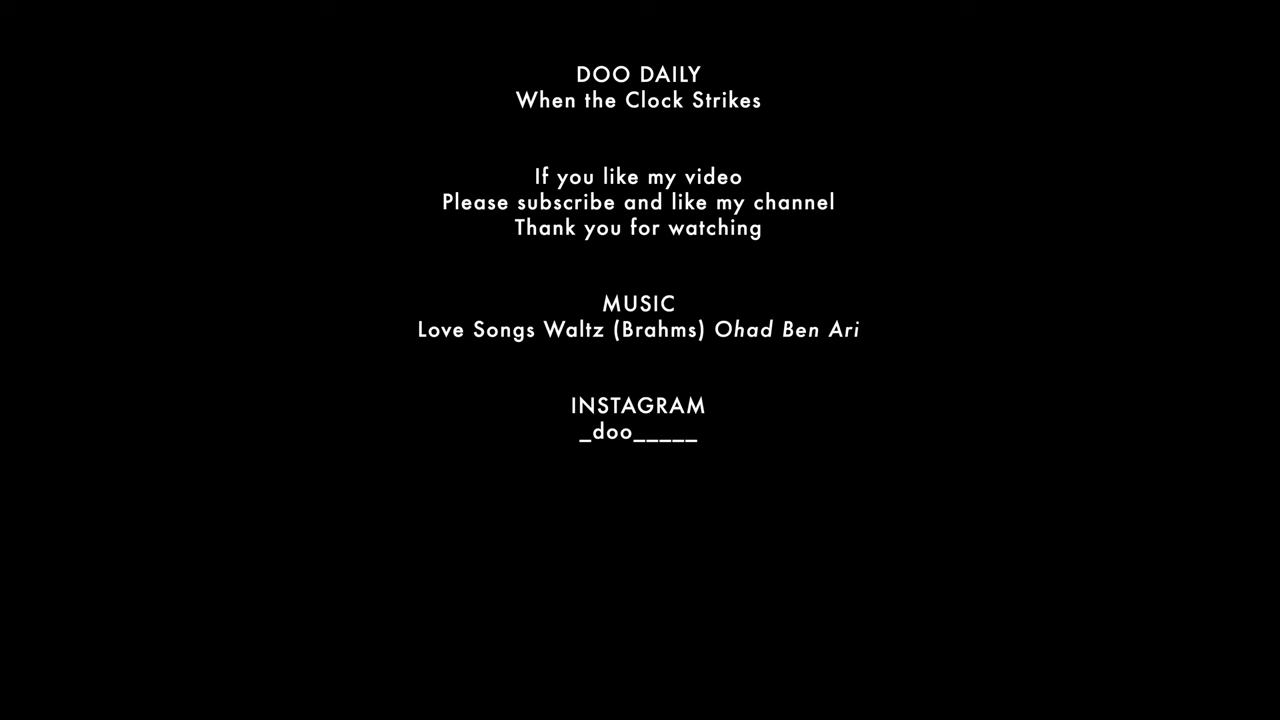 DOO DAILY
When the Clock Strikes
If you like my video
Please subscribe and like my channel
Thank you for watching
MUSIC
Love Songs Waltz (Brahms) Ohad Ben Ari
INSTAGRAM
_doo_____